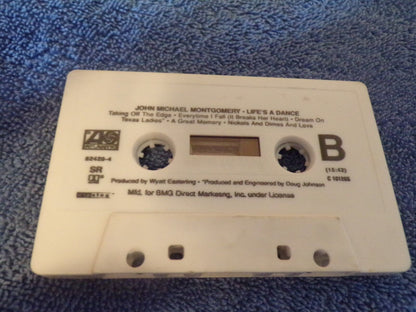 JOHN MICHAEL MONTGOMERY - LIFE'S A DANCE
Taking Off The Edge • Everytime I Fall (It Breaks Her Heart) • Dream On
Texas Ladies* • A Great Memory • Nickels And Dimes And Love
B
82420-4
SR
(15:42)
C 101265
Produced by Wyatt Easterling • *Produced and Engineered by Doug Johnson
Mfd. for BMG Direct Marketing, Inc. under License